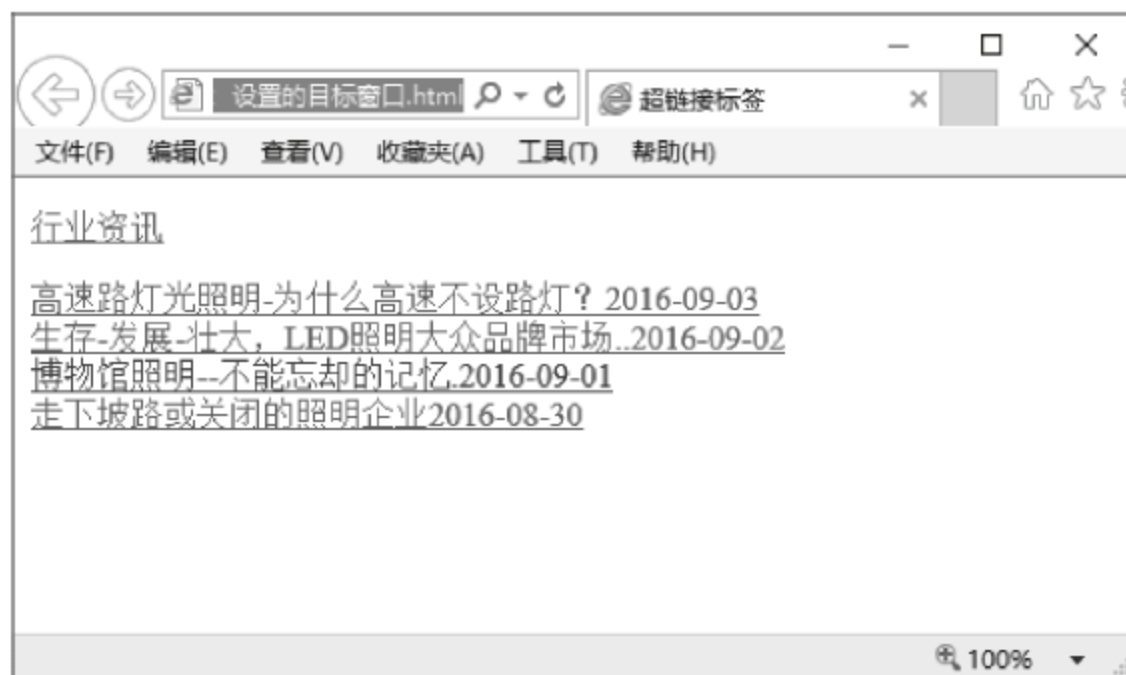 设置的目标窗口.html
超链接标签
文件(F) 编辑(E) 查看(V) 收藏夹(A) 工具(T) 帮助(H)
行业资讯
高速路灯光照明-为什么高速不设路灯？2016-09-03
生存-发展-壮大，LED照明大众品牌市场..2016-09-02
博物馆照明--不能忘却的记忆.2016-09-01
走下坡路或关闭的照明企业2016-08-30
100%